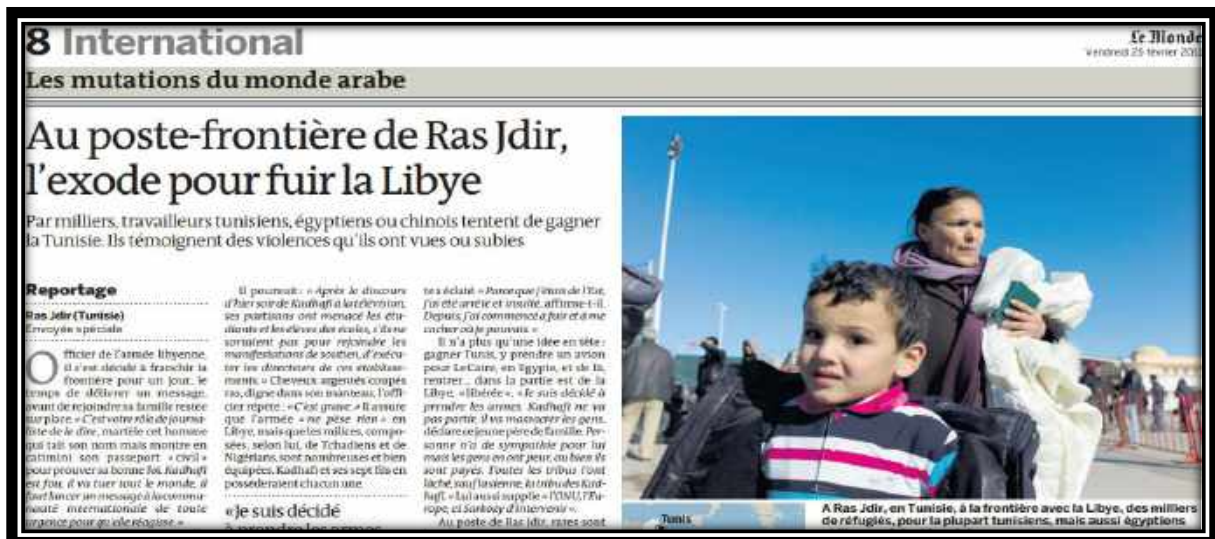 8 International
Le Monde
Vendredi 25 février 201
Les mutations du monde arabe
Au poste-frontière de Ras Jdir,
l'exode pour fuir la Libye
Par milliers, travailleurs tunisiens, égyptiens ou chinois tentent de gagner
la Tunisie. Ils témoignent des violences qu'ils ont vues ou subies
Reportage
Ras Jdir (Tunisie)
Envoyée spéciale
Officier de l'armée libyenne,
il s'est décidé à franchir la
frontière pour un jour, le
temps de délivrer un message,
avant de rejoindre sa famille restée
sur place. « C'est votre rôle de journa-
liste de le dire, martèle cet homme
qui tait son nom mais montre en
catimini son passeport « civil »
pour prouver sa bonne foi. Kadhafi
est fou, il va tuer tout le monde, il
faut lancer un message à la commu-
nauté internationale de toute
urgence pour qu'elle réagisse. »
Il poursuit : « Après le discours
d'hier soir de Kadhafi à la télévision,
ses partisans ont menacé les étu-
diants et les élèves des écoles, s'ils ne
sortaient pas pour rejoindre les
manifestations de soutien, d'exécu-
ter les directeurs de ces établisse-
ments. » Cheveux argentés coupés
ras, digne dans son manteau, l'offi-
cier répète : « C'est grave. » Il assure
que l'armée « ne pèse rien » en
Libye, mais que les milices, compo-
sées, selon lui, de Tchadiens et de
Nigérians, sont nombreuses et bien
équipées. Kadhafi et ses sept fils en
posséderaient chacun une.
«Je suis décidé
à prendre les armes
te a éclaté. « Parce que j'étais de l'Est,
j'ai été arrêté et insulté, affirme-t-il.
Depuis, j'ai commencé à fuir et à me
cacher où je pouvais. »
Il n'a plus qu'une idée en tête :
gagner Tunis, y prendre un avion
pour Le Caire, en Egypte, et de là,
rentrer... dans la partie est de la
Libye, « libérée ». « Je suis décidé à
prendre les armes. Kadhafi ne va
pas partir, il va massacrer les gens,
déclare ce jeune père de famille. Per-
sonne n'a de sympathie pour lui
mais les gens en ont peur, ou bien ils
sont payés. Toutes les tribus l'ont
lâché, sauf la sienne, la tribu des Kad-
hafi. » Lui aussi supplie « l'ONU, l'Eu-
rope, et Sarkozy d'intervenir ».
Au poste de Ras Jdir, rares sont
Tunis
A Ras Jdir, en Tunisie, à la frontière avec la Libye, des milliers
de réfugiés, pour la plupart tunisiens, mais aussi égyptiens